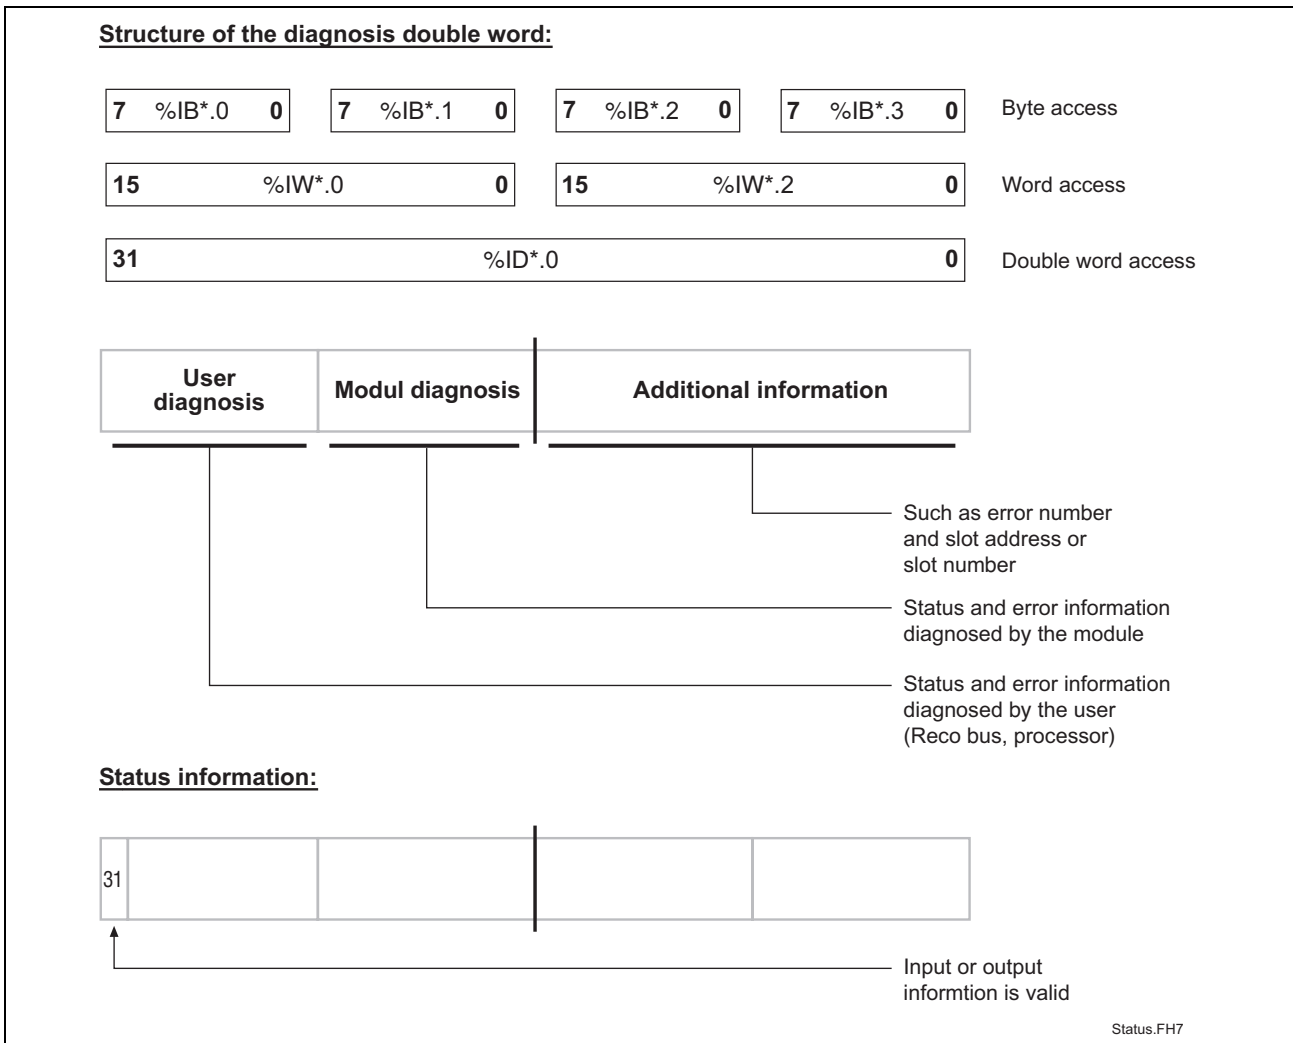 Structure of the diagnosis double word:
7 %IB*.0 0 7 %IB*.1 0 7 %IB*.2 0 7 %IB*.3 0 Byte access
15 %IW*.0 0 15 %IW*.2 0 Word access
31 %ID*.0 0 Double word access
User
diagnosis
Modul diagnosis
Additional information
Such as error number
and slot address or
slot number
Status and error information
diagnosed by the module
Status and error information
diagnosed by the user
(Reco bus, processor)
Status information:
31
Input or output
informtion is valid
Status.FH7